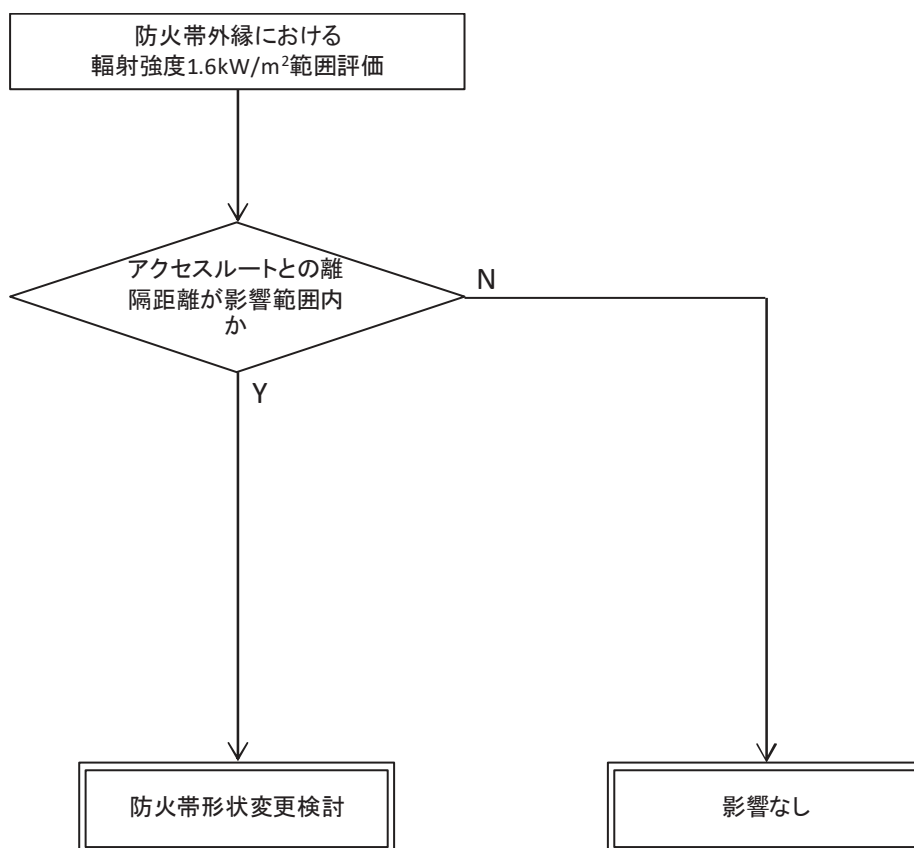 防火帯外縁における
輻射強度1.6kW/m²範囲評価
アクセスルートとの離
隔距離が影響範囲内
か
N
Y
防火帯形状変更検討
影響なし